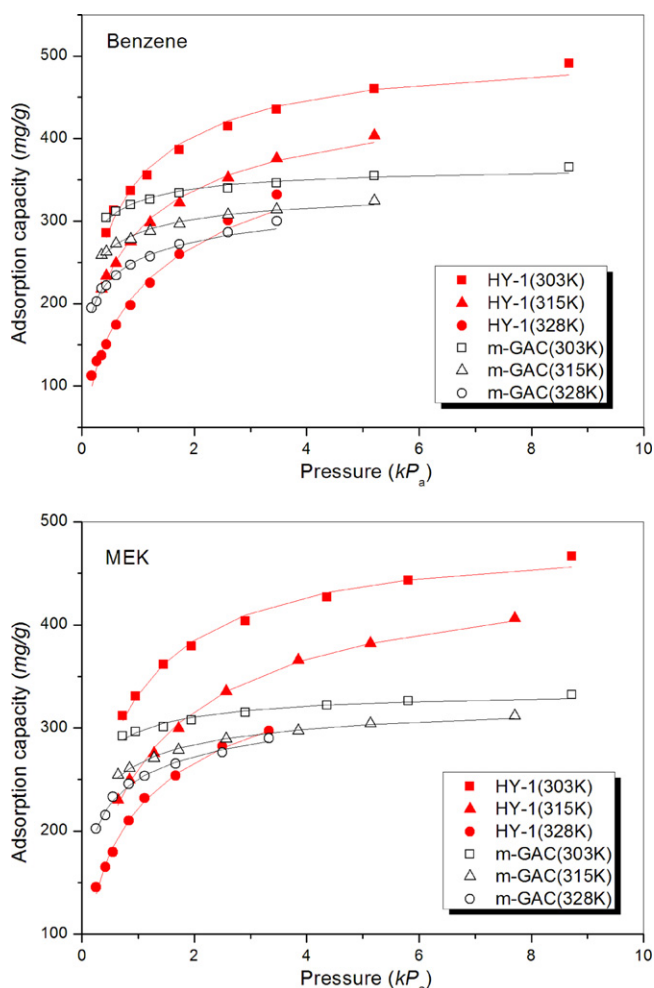 Benzene
Adsorption capacity (mg/g)
500
400
300
200
100
HY-1(303K)
HY-1(315K)
HY-1(328K)
m-GAC(303K)
m-GAC(315K)
m-GAC(328K)
0 2 4 6 8 10
Pressure (kPa)
MEK
Adsorption capacity (mg/g)
500
400
300
200
100
HY-1(303K)
HY-1(315K)
HY-1(328K)
m-GAC(303K)
m-GAC(315K)
m-GAC(328K)
0 2 4 6 8 10
Pressure (kPa)